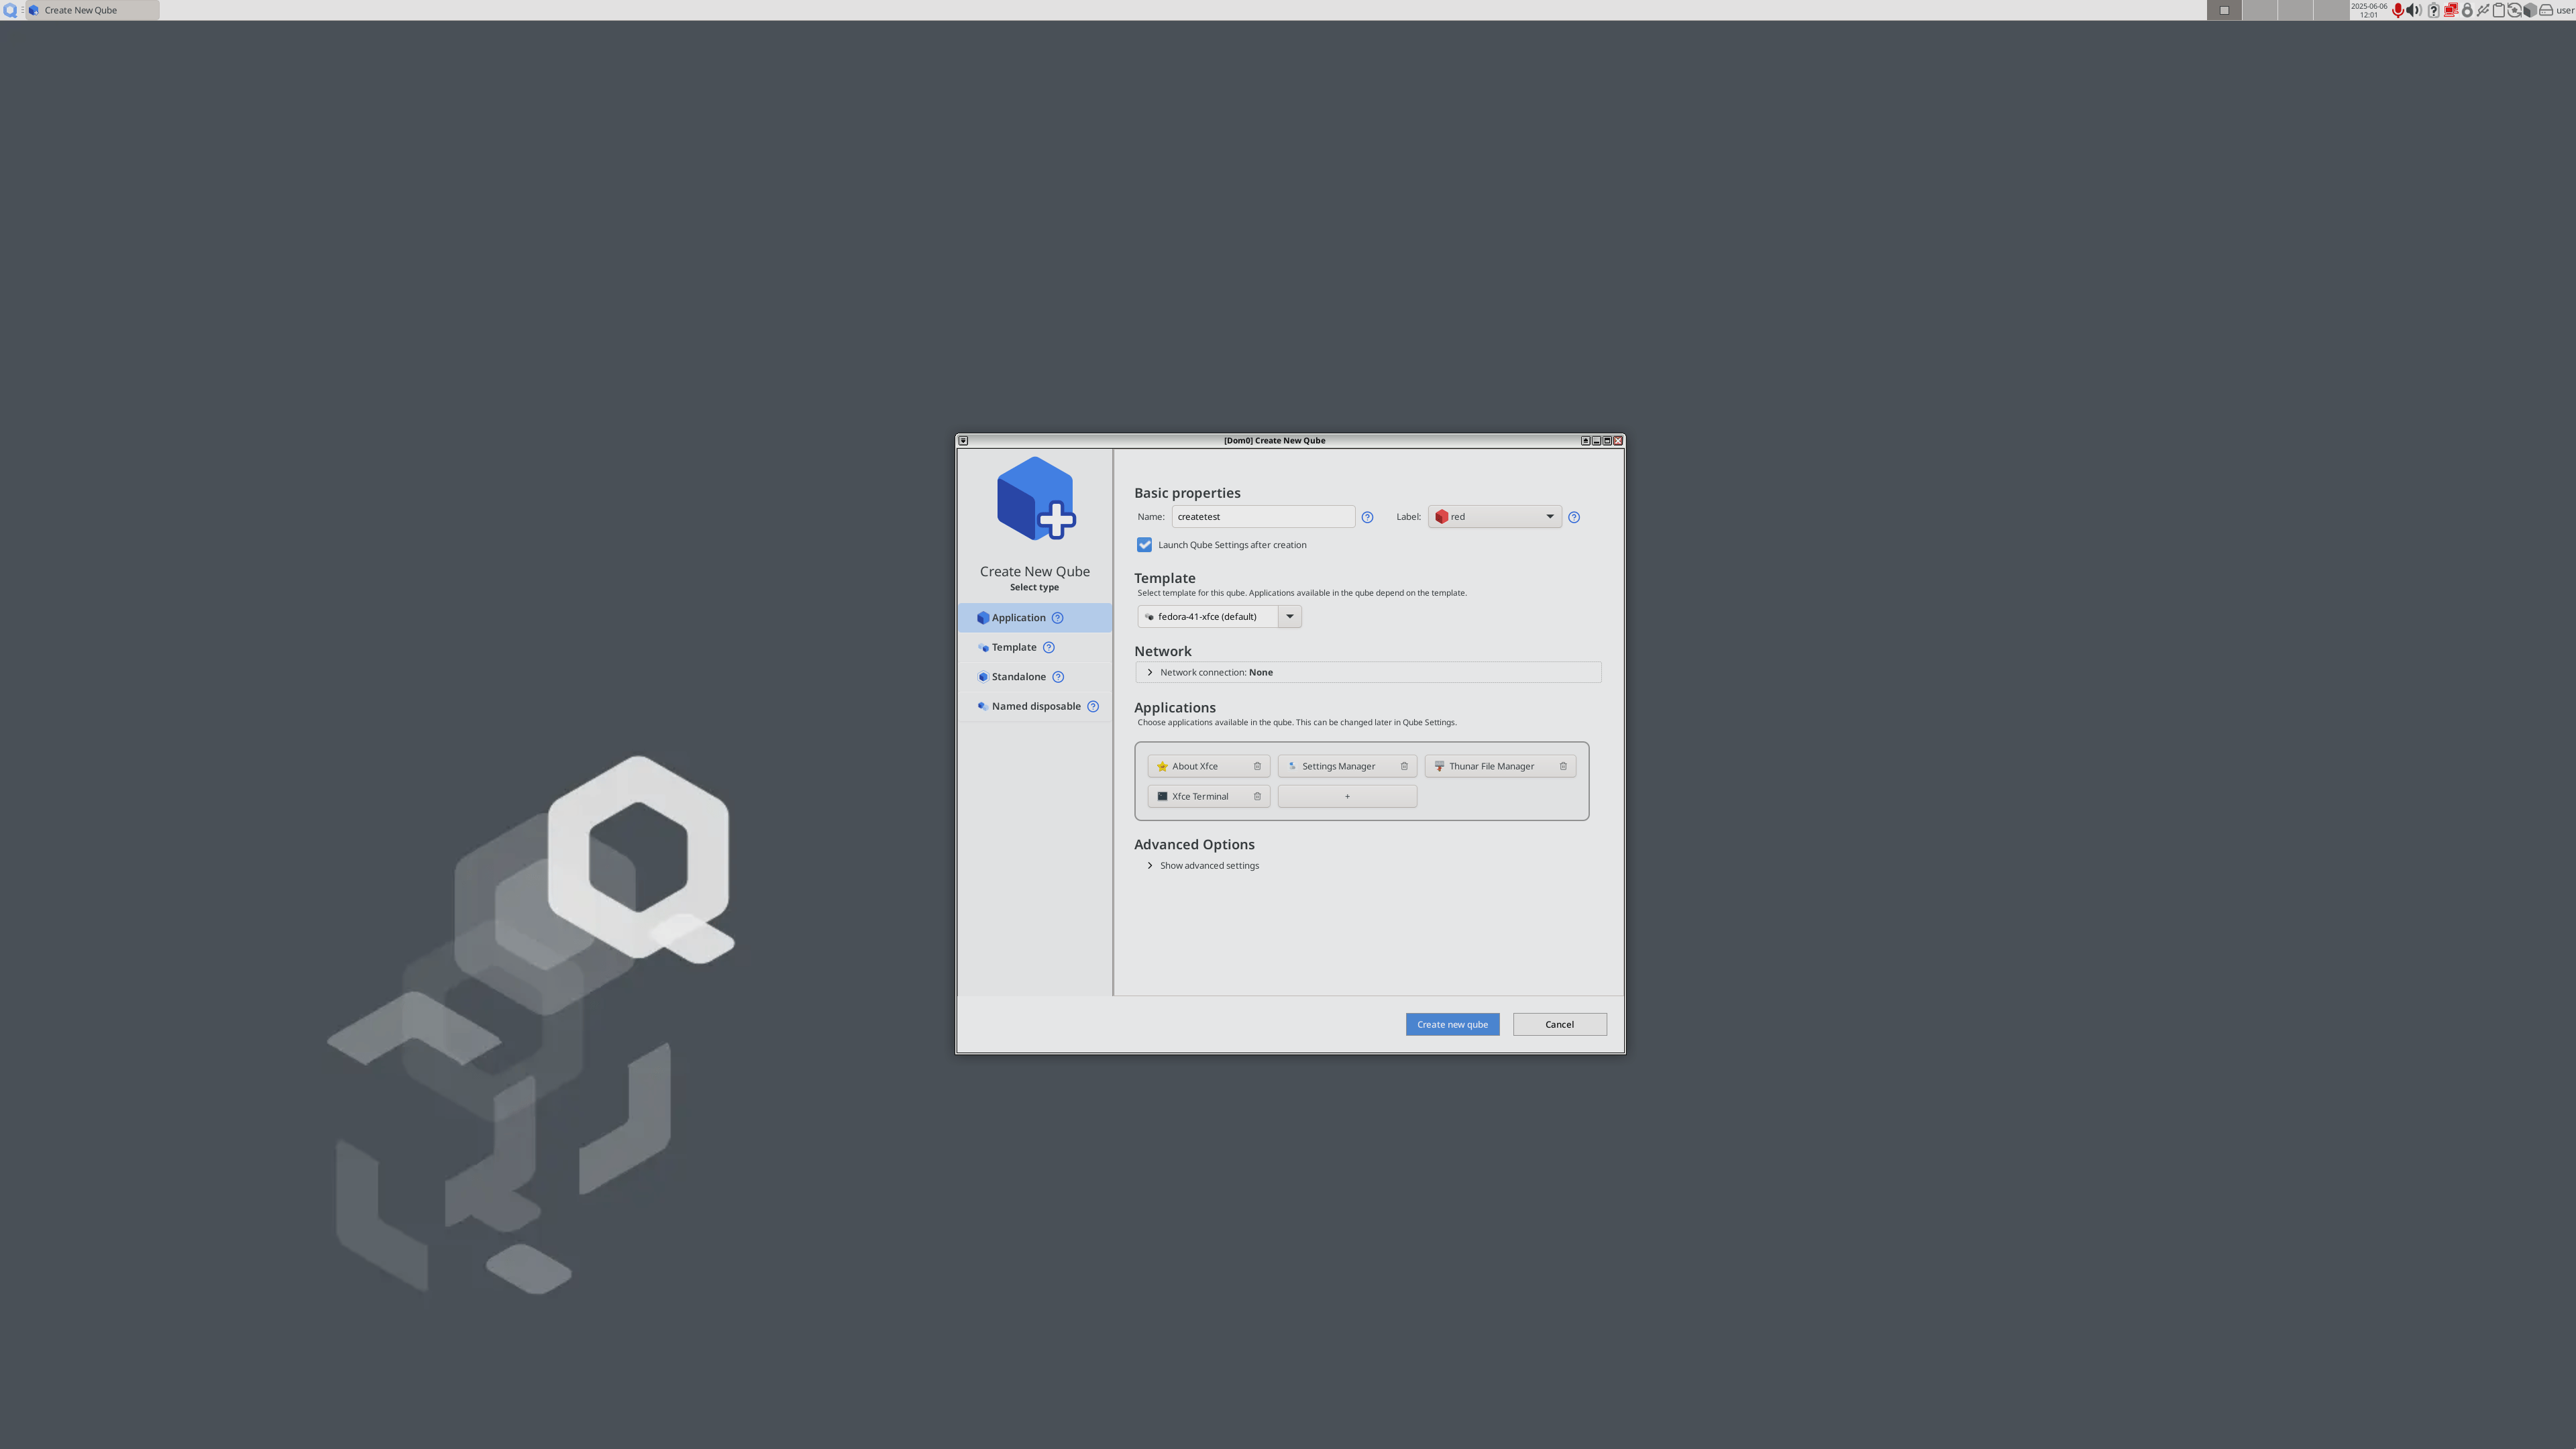 Create New Qube
2025-06-06
12:01
user
[Dom0] Create New Qube
Create New Qube
Select type
Application
Template
Standalone
Named disposable
Basic properties
Name: createtest Label: red
Launch Qube Settings after creation
Template
Select template for this qube. Applications available in the qube depend on the template.
fedora-41-xfce (default)
Network
Network connection: None
Applications
Choose applications available in the qube. This can be changed later in Qube Settings.
About Xfce Settings Manager Thunar File Manager
Xfce Terminal +
Advanced Options
Show advanced settings
Create new qube Cancel